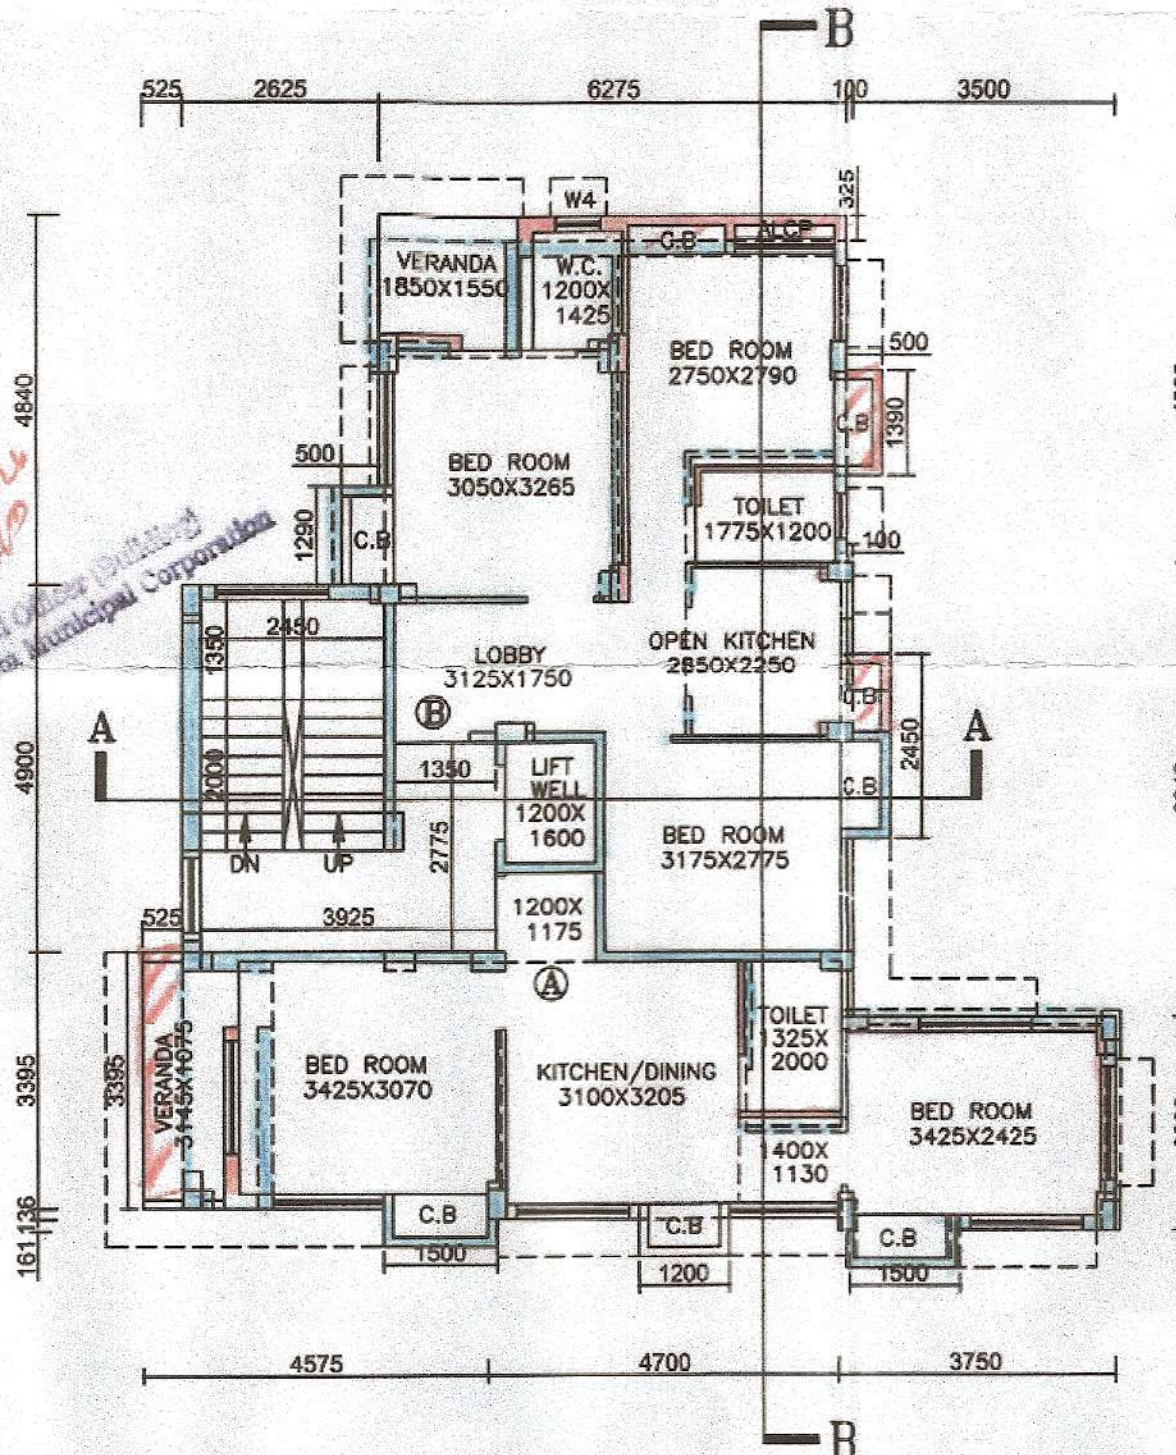 B
525 2625 6275 100 3500
325
W4
C.B
ALCP
VERANDA
1850X1550
W.C.
1200X
1425
BED ROOM
2750X2790
500
C.B
1390
4840
500
BED ROOM
3050X3265
1290
C.B
TOILET
1775X1200
100
Municipal Corporation
2450
1350
LOBBY
3125X1750
OPEN KITCHEN
2850X2250
C.B
B
A
A
4900
2000
1350
LIFT
WELL
1200X
1600
2450
C.B
BED ROOM
3175X2775
2775
DN
UP
525
3925
1200X
1175
A
3395
3395
VERANDA
3145X1075
BED ROOM
3425X3070
KITCHEN/DINING
3100X3205
TOILET
1325X
2000
BED ROOM
3425X2425
1400X
1130
136
161
C.B
1500
C.B
1200
C.B
1500
4575 4700 3750
B